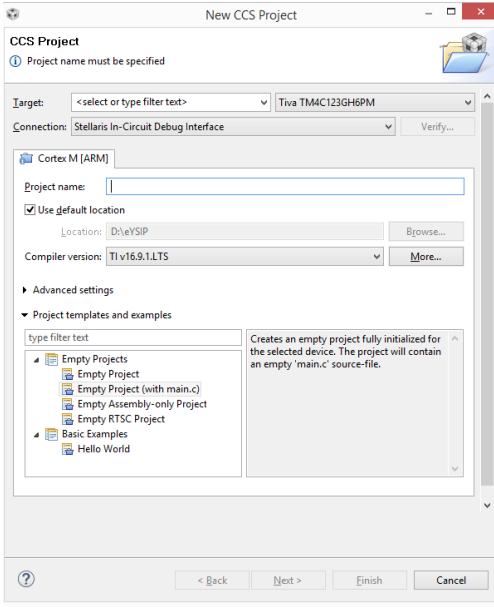 New CCS Project
CCS Project
Project name must be specified
Target: <select or type filter text> Tiva TM4C123GH6PM
Connection: Stellaris In-Circuit Debug Interface Verify...
Cortex M [ARM]
Project name:
Use default location
Location: D:\eYSIP Browse...
Compiler version: TI v16.9.1.LTS More...
Advanced settings
Project templates and examples
type filter text
Empty Projects
Empty Project
Empty Project (with main.c)
Empty Assembly-only Project
Empty RTSC Project
Basic Examples
Hello World
Creates an empty project fully initialized for
the selected device. The project will contain
an empty 'main.c' source-file.
? < Back Next > Finish Cancel